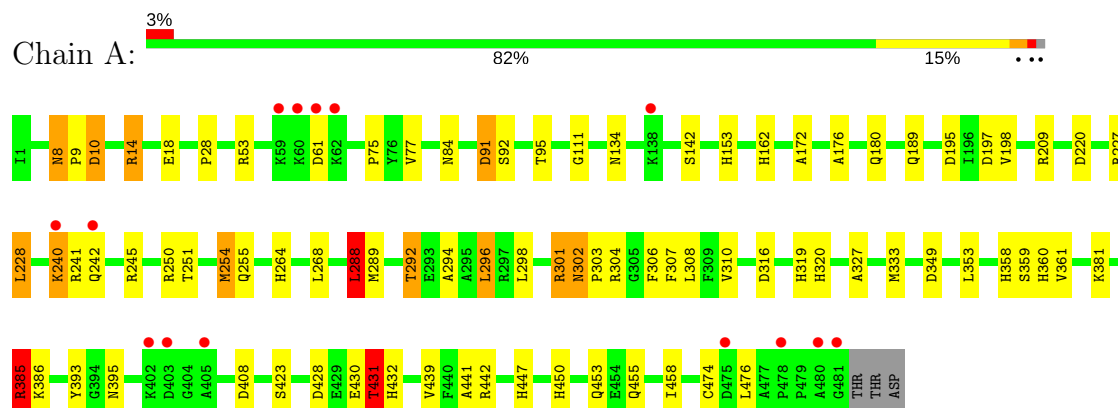 3%
Chain A:
82% 15% • ••
I1 N8 P9 D10 R14 E18 P28 R53 K59 K60 D61 K62 P75 Y76 V77 N84 D91 S92 T95 G111 N134 K138 S142 H153 H162 A172 A176 Q180 Q189 D195 I196 D197 V198 R209 D220
L228 K240 R241 Q242 R245 R250 T251 M254 Q255 H264 L268 L288 M289 T292 E293 A294 A295 L296 R297 L298 R301 N302 P303 R304 G305 F306 F307 L308 F309 V310 D316 H319 H320 A327 M333 D349 L353 H358 S359 H360 V361 K381
R385 K386 Y393 G394 N395 K402 D403 G404 A405 D408 S423 D428 E429 E430 T431 H432 V439 F440 A441 R442 H447 H450 Q453 E454 Q455 I458 C474 D475 L476 A477 P478 P479 A480 G481 THR THR ASP